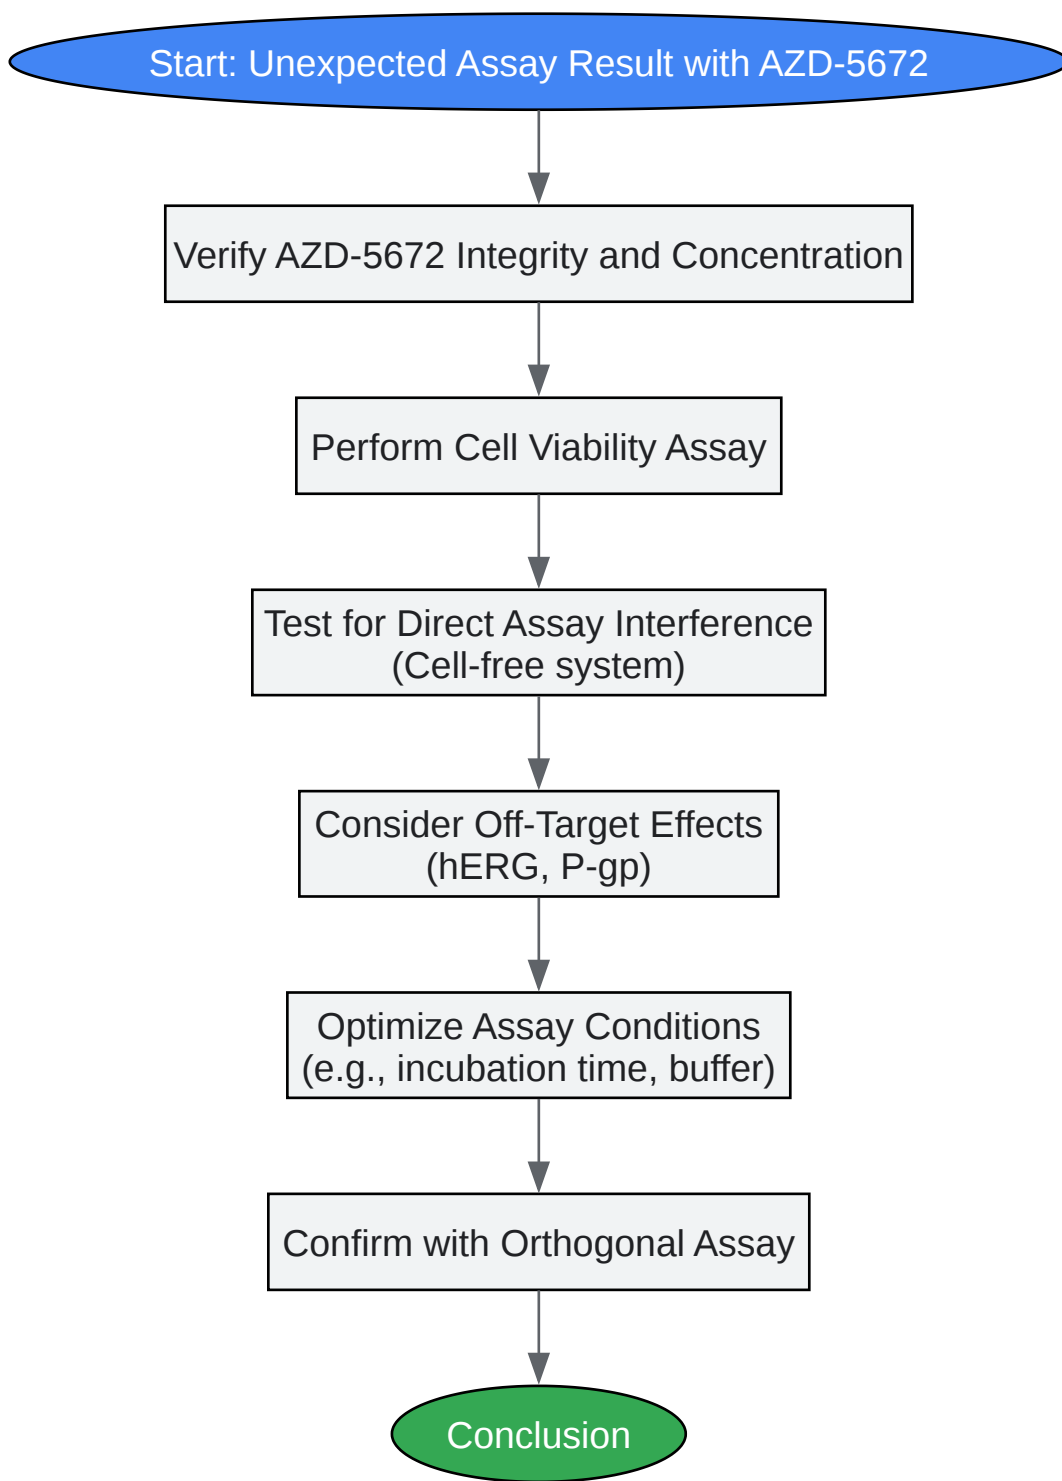 Start: Unexpected Assay Result with AZD-5672
Verify AZD-5672 Integrity and Concentration
Perform Cell Viability Assay
Test for Direct Assay Interference
(Cell-free system)
Consider Off-Target Effects
(hERG, P-gp)
Optimize Assay Conditions
(e.g., incubation time, buffer)
Confirm with Orthogonal Assay
Conclusion